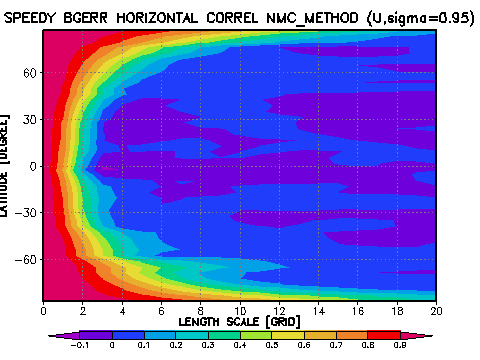 SPEEDY BGERR HORIZONTAL CORREL NMC_METHOD (U,sigma=0.95)
LATITUDE [DEGREE]
60
30
0
-30
-60
0 2 4 6 8 10 12 14 16 18 20
LENGTH SCALE [GRID]
-0.1 0 0.1 0.2 0.3 0.4 0.5 0.6 0.7 0.8 0.9